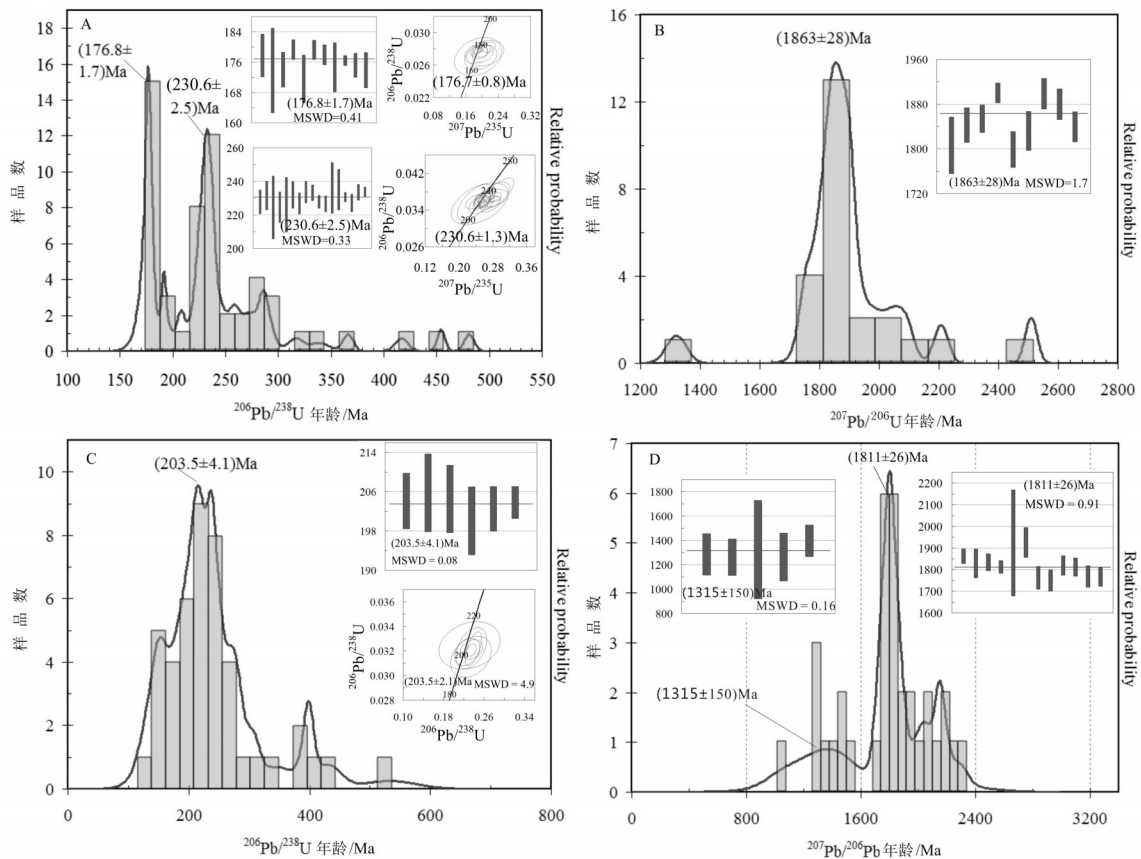 A
(176.8±
1.7)Ma
(230.6±
2.5)Ma
样 品 数
18
16
14
12
10
8
6
4
2
0
100 150 200 250 300 350 400 450 500 550
²⁰⁶Pb/²³⁸U 年龄/Ma
Relative probability
184
176
168
160
(176.8±1.7)Ma
MSWD=0.41
²⁰⁶Pb/²³⁸U
0.032
0.027
0.022
200
180
160
(176.7±0.8)Ma
0.08 0.16 0.24 0.32
²⁰⁷Pb/²³⁵U
260
240
220
200
(230.6±2.5)Ma
MSWD=0.33
²⁰⁶Pb/²³⁸U
0.042
0.034
0.026
280
240
200
(230.6±1.3)Ma
0.12 0.20 0.28 0.36
²⁰⁷Pb/²³⁵U
B
(1863±28)Ma
样 品 数
16
12
8
4
0
1200 1400 1600 1800 2000 2200 2400 2600 2800
²⁰⁷Pb/²⁰⁶U年龄/Ma
Relative probability
1960
1880
1800
1720
(1863±28)Ma MSWD=1.7
C
(203.5±4.1)Ma
样 品 数
10
8
6
4
2
0
0 200 400 600 800
²⁰⁶Pb/²³⁸U 年龄/Ma
Relative probability
214
206
198
190
(203.5±4.1)Ma
MSWD = 0.08
²⁰⁶Pb/²³⁸U
0.036
0.034
0.032
0.030
0.028
220
200
(203.5±2.1)Ma MSWD = 4.9
180
0.10 0.18 0.26 0.34
²⁰⁶Pb/²³⁸U
D
(1811±26)Ma
样 品 数
7
6
5
4
3
2
1
0
0 800 1600 2400 3200
²⁰⁷Pb/²⁰⁶Pb年龄/Ma
Relative probability
1800
1600
1400
1200
1000
800
(1315±150)Ma
MSWD = 0.16
(1315±150)Ma
2200
2100
2000
1900
1800
1700
1600
(1811±26)Ma
MSWD = 0.91